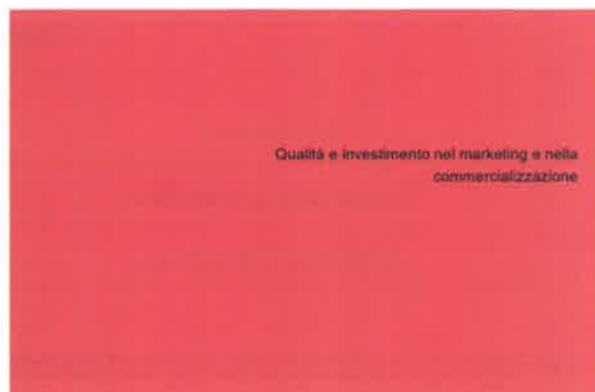 Qualità e investimento nel marketing e nella
commercializzazione